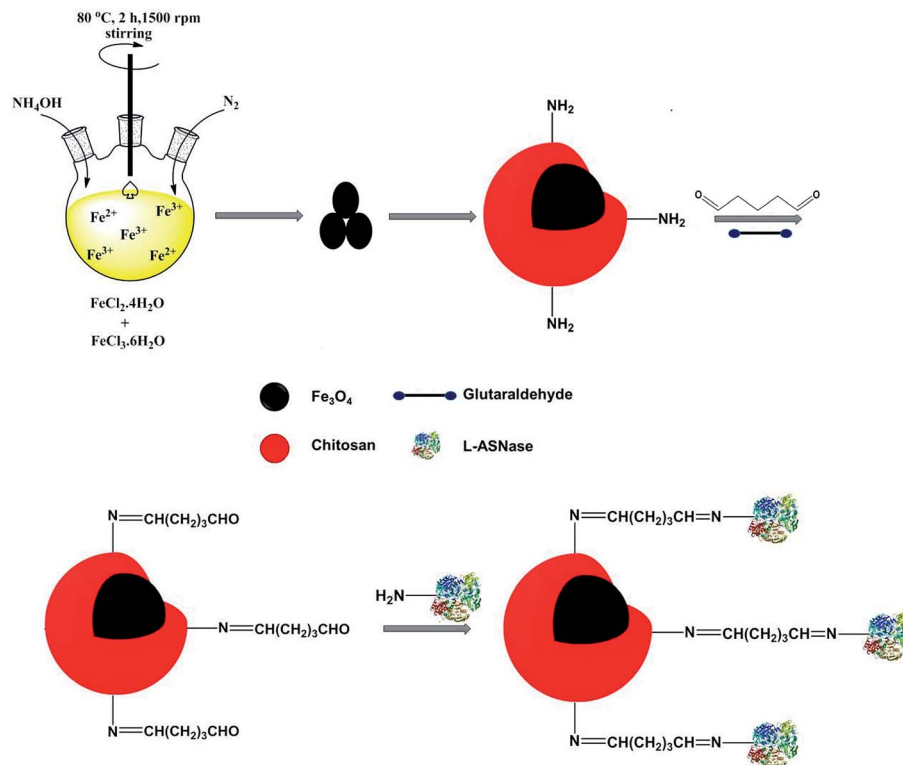 80 °C, 2 h,1500 rpm
stirring
NH₄OH
N₂
Fe²⁺
Fe³⁺
Fe³⁺
Fe³⁺
Fe²⁺
FeCl₂.4H₂O
+
FeCl₃.6H₂O
NH₂
NH₂
NH₂
O
O
Fe₃O₄
Glutaraldehyde
Chitosan
L-ASNase
N=CH(CH₂)₃CHO
N=CH(CH₂)₃CHO
N=CH(CH₂)₃CHO
H₂N
N=CH(CH₂)₃CH=N
N=CH(CH₂)₃CH=N
N=CH(CH₂)₃CH=N